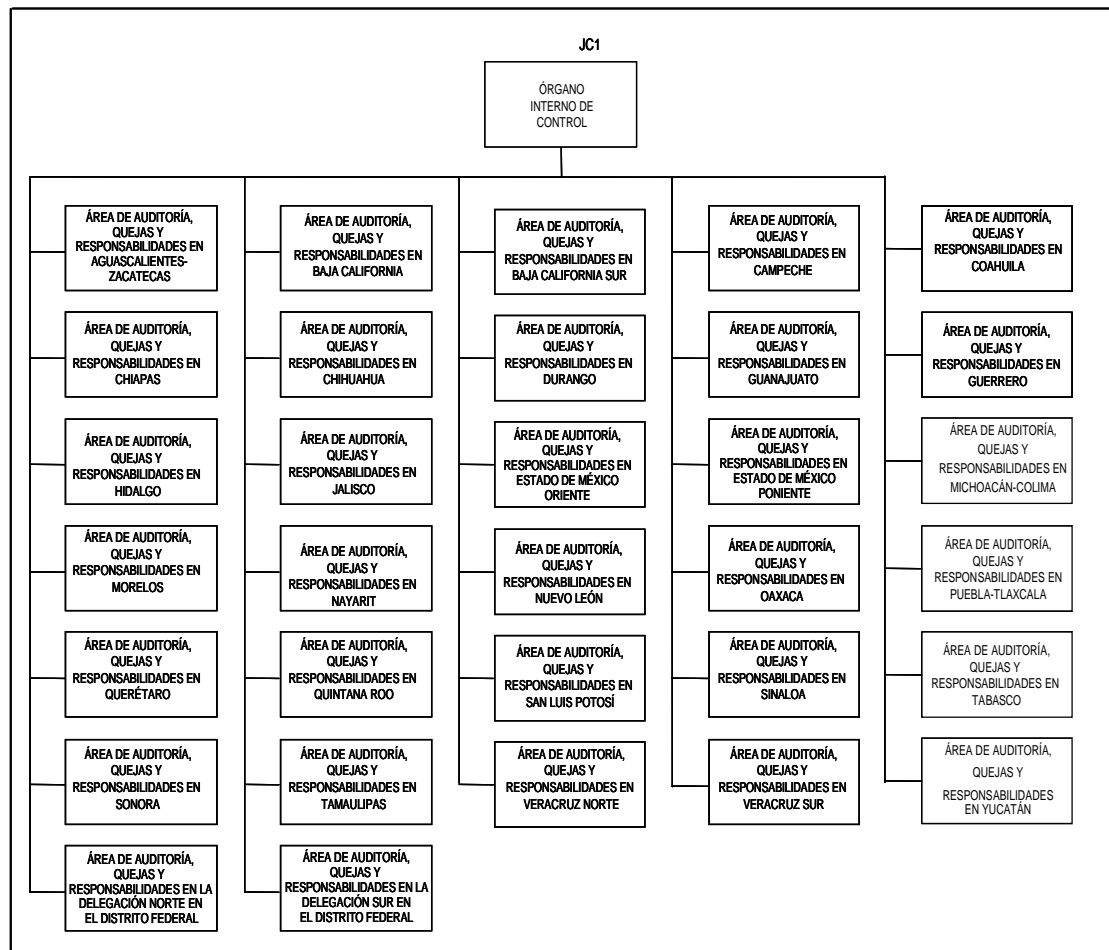 JC1
ÓRGANO
INTERNO DE
CONTROL
ÁREA DE AUDITORÍA,
QUEJAS Y
RESPONSABILIDADES EN
AGUASCALIENTES-
ZACATECAS
ÁREA DE AUDITORÍA,
QUEJAS Y
RESPONSABILIDADES EN
BAJA CALIFORNIA
ÁREA DE AUDITORÍA,
QUEJAS Y
RESPONSABILIDADES EN
BAJA CALIFORNIA SUR
ÁREA DE AUDITORÍA,
QUEJAS Y
RESPONSABILIDADES EN
CAMPECHE
ÁREA DE AUDITORÍA,
QUEJAS Y
RESPONSABILIDADES EN
COAHUILA
ÁREA DE AUDITORÍA,
QUEJAS Y
RESPONSABILIDADES EN
CHIAPAS
ÁREA DE AUDITORÍA,
QUEJAS Y
RESPONSABILIDADES EN
CHIHUAHUA
ÁREA DE AUDITORÍA,
QUEJAS Y
RESPONSABILIDADES EN
DURANGO
ÁREA DE AUDITORÍA,
QUEJAS Y
RESPONSABILIDADES EN
GUANAJUATO
ÁREA DE AUDITORÍA,
QUEJAS Y
RESPONSABILIDADES EN
GUERRERO
ÁREA DE AUDITORÍA,
QUEJAS Y
RESPONSABILIDADES EN
HIDALGO
ÁREA DE AUDITORÍA,
QUEJAS Y
RESPONSABILIDADES EN
JALISCO
ÁREA DE AUDITORÍA,
QUEJAS Y
RESPONSABILIDADES EN
ESTADO DE MÉXICO
ORIENTE
ÁREA DE AUDITORÍA,
QUEJAS Y
RESPONSABILIDADES EN
ESTADO DE MÉXICO
PONIENTE
ÁREA DE AUDITORÍA,
QUEJAS Y
RESPONSABILIDADES EN
MICHOACÁN-COLIMA
ÁREA DE AUDITORÍA,
QUEJAS Y
RESPONSABILIDADES EN
MORELOS
ÁREA DE AUDITORÍA,
QUEJAS Y
RESPONSABILIDADES EN
NAYARIT
ÁREA DE AUDITORÍA,
QUEJAS Y
RESPONSABILIDADES EN
NUEVO LEÓN
ÁREA DE AUDITORÍA,
QUEJAS Y
RESPONSABILIDADES EN
OAXACA
ÁREA DE AUDITORÍA,
QUEJAS Y
RESPONSABILIDADES EN
PUEBLA-TLAXCALA
ÁREA DE AUDITORÍA,
QUEJAS Y
RESPONSABILIDADES EN
QUERÉTARO
ÁREA DE AUDITORÍA,
QUEJAS Y
RESPONSABILIDADES EN
QUINTANA ROO
ÁREA DE AUDITORÍA,
QUEJAS Y
RESPONSABILIDADES EN
SAN LUIS POTOSÍ
ÁREA DE AUDITORÍA,
QUEJAS Y
RESPONSABILIDADES EN
SINALOA
ÁREA DE AUDITORÍA,
QUEJAS Y
RESPONSABILIDADES EN
TABASCO
ÁREA DE AUDITORÍA,
QUEJAS Y
RESPONSABILIDADES EN
SONORA
ÁREA DE AUDITORÍA,
QUEJAS Y
RESPONSABILIDADES EN
TAMAULIPAS
ÁREA DE AUDITORÍA,
QUEJAS Y
RESPONSABILIDADES EN
VERACRUZ NORTE
ÁREA DE AUDITORÍA,
QUEJAS Y
RESPONSABILIDADES EN
VERACRUZ SUR
ÁREA DE AUDITORÍA,
QUEJAS Y
RESPONSABILIDADES
EN YUCATÁN
ÁREA DE AUDITORÍA,
QUEJAS Y
RESPONSABILIDADES EN LA
DELEGACIÓN NORTE EN
EL DISTRITO FEDERAL
ÁREA DE AUDITORÍA,
QUEJAS Y
RESPONSABILIDADES EN LA
DELEGACIÓN SUR EN
EL DISTRITO FEDERAL